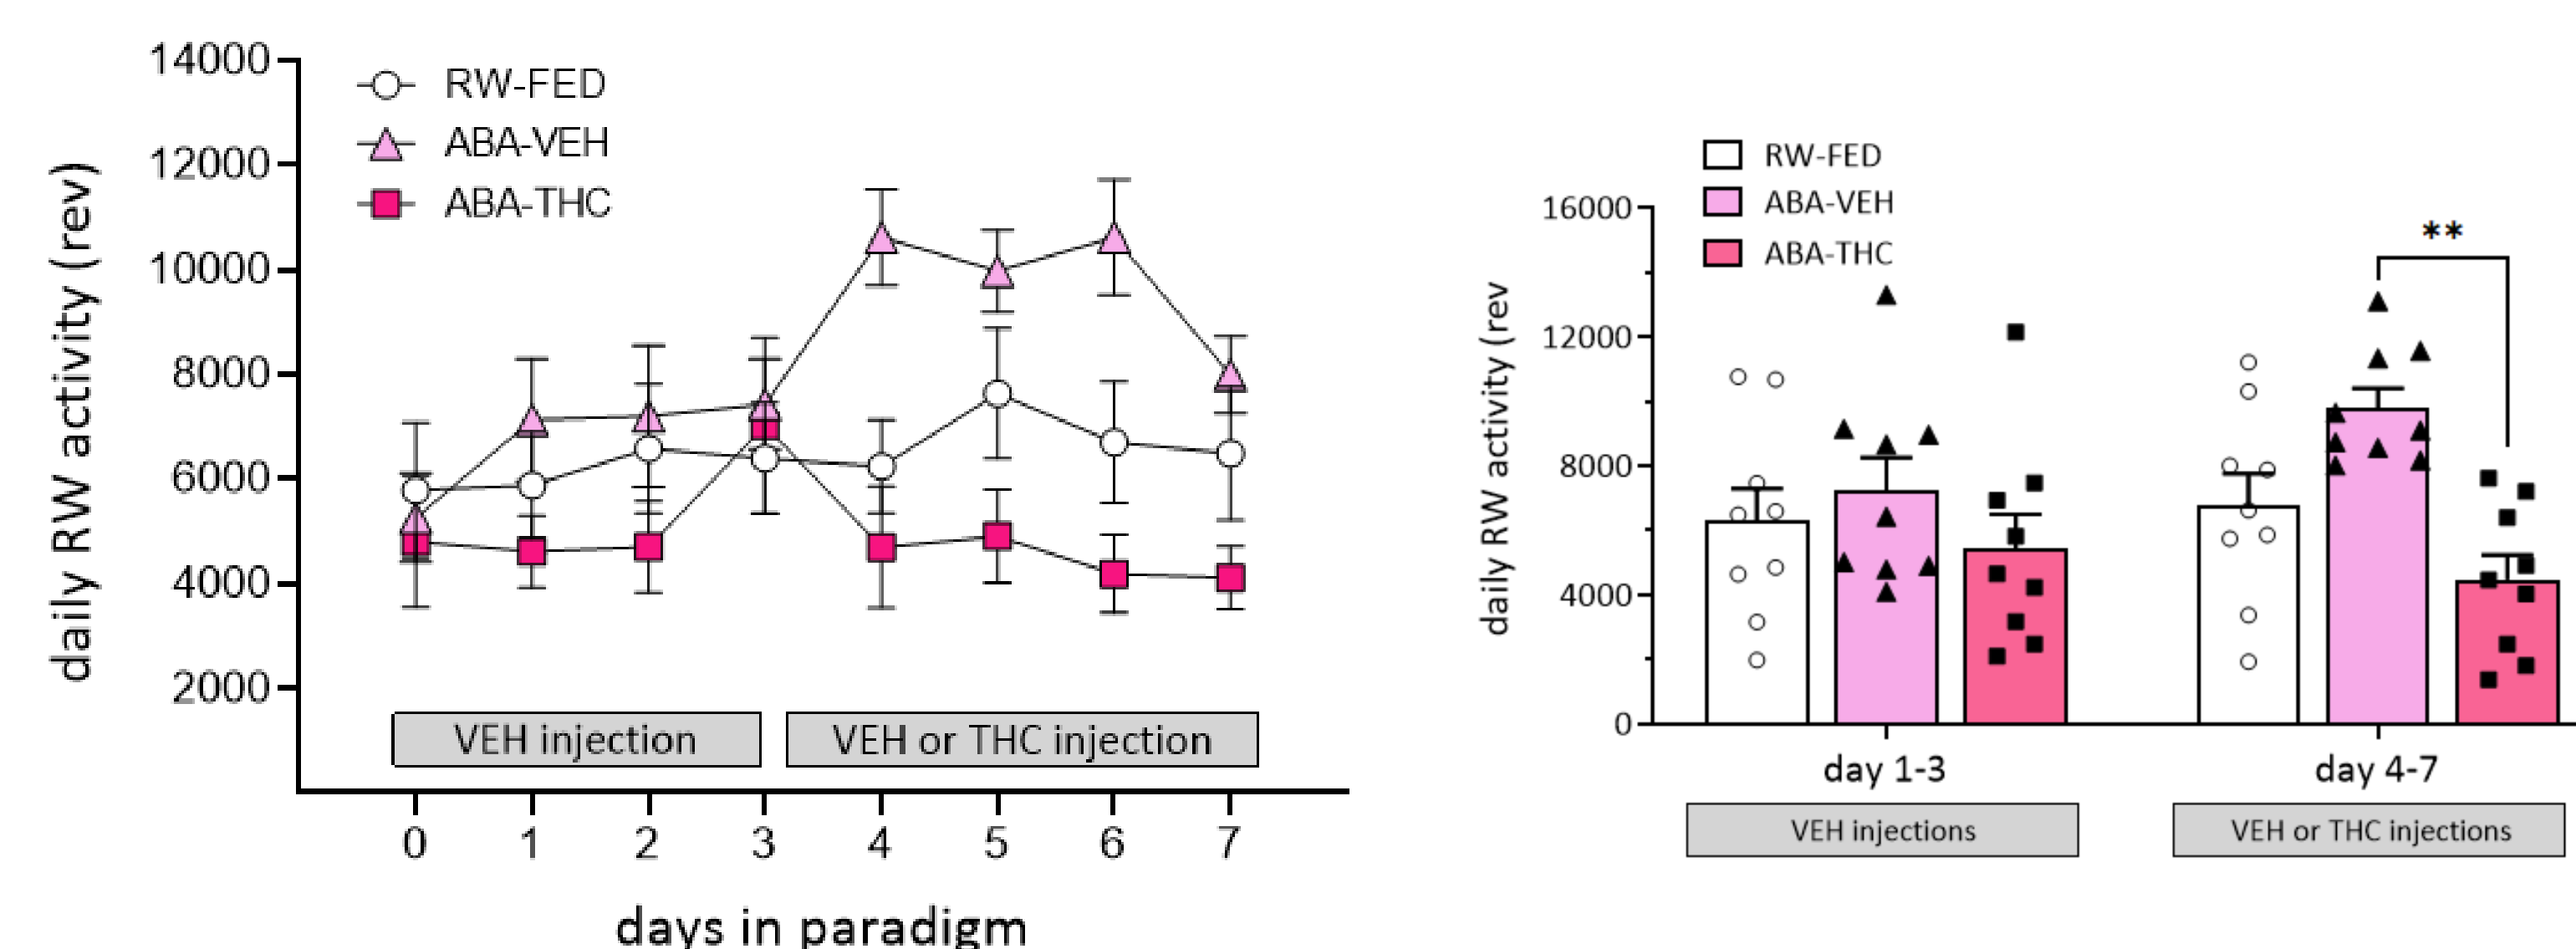 14000
12000
10000
8000
6000
4000
2000
daily RW activity (rev)
RW-FED
ABA-VEH
ABA-THC
VEH injection
VEH or THC injection
0 1 2 3 4 5 6 7
days in paradigm
RW-FED
ABA-VEH
ABA-THC
16000
12000
8000
4000
0
daily RW activity (rev
**
day 1-3
day 4-7
VEH injections
VEH or THC injections